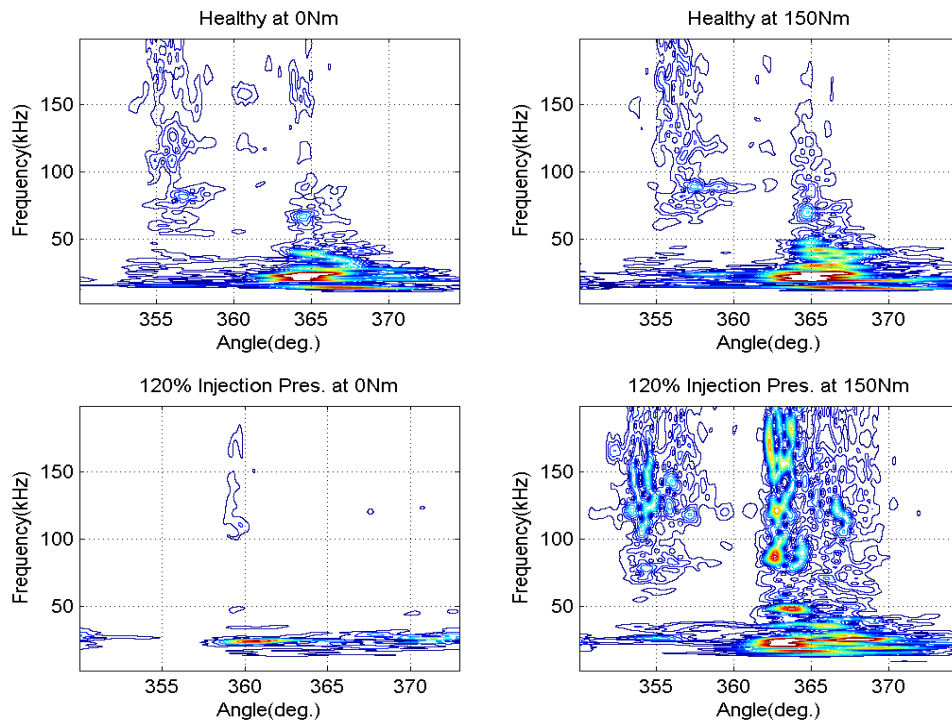 Healthy at 0Nm
Frequency(kHz)
150
100
50
355 360 365 370
Angle(deg.)
Healthy at 150Nm
Frequency(kHz)
150
100
50
355 360 365 370
Angle(deg.)
120% Injection Pres. at 0Nm
Frequency(kHz)
150
100
50
355 360 365 370
Angle(deg.)
120% Injection Pres. at 150Nm
Frequency(kHz)
150
100
50
355 360 365 370
Angle(deg.)